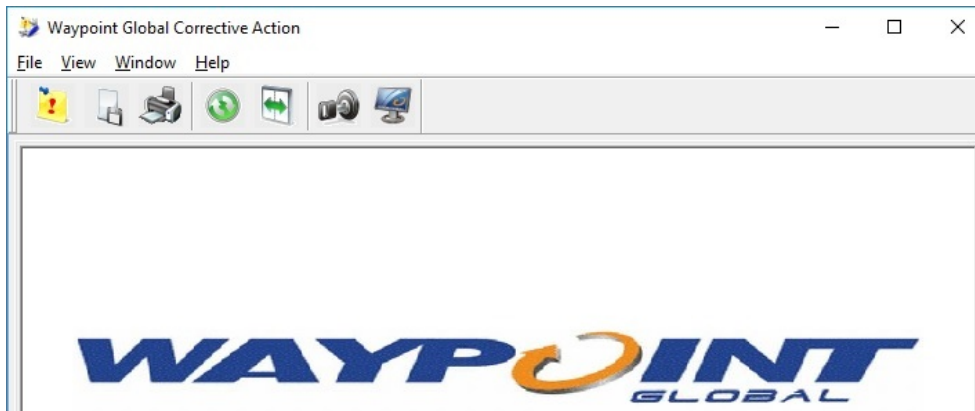 Waypoint Global Corrective Action
File View Window Help
WAYPOINT
GLOBAL